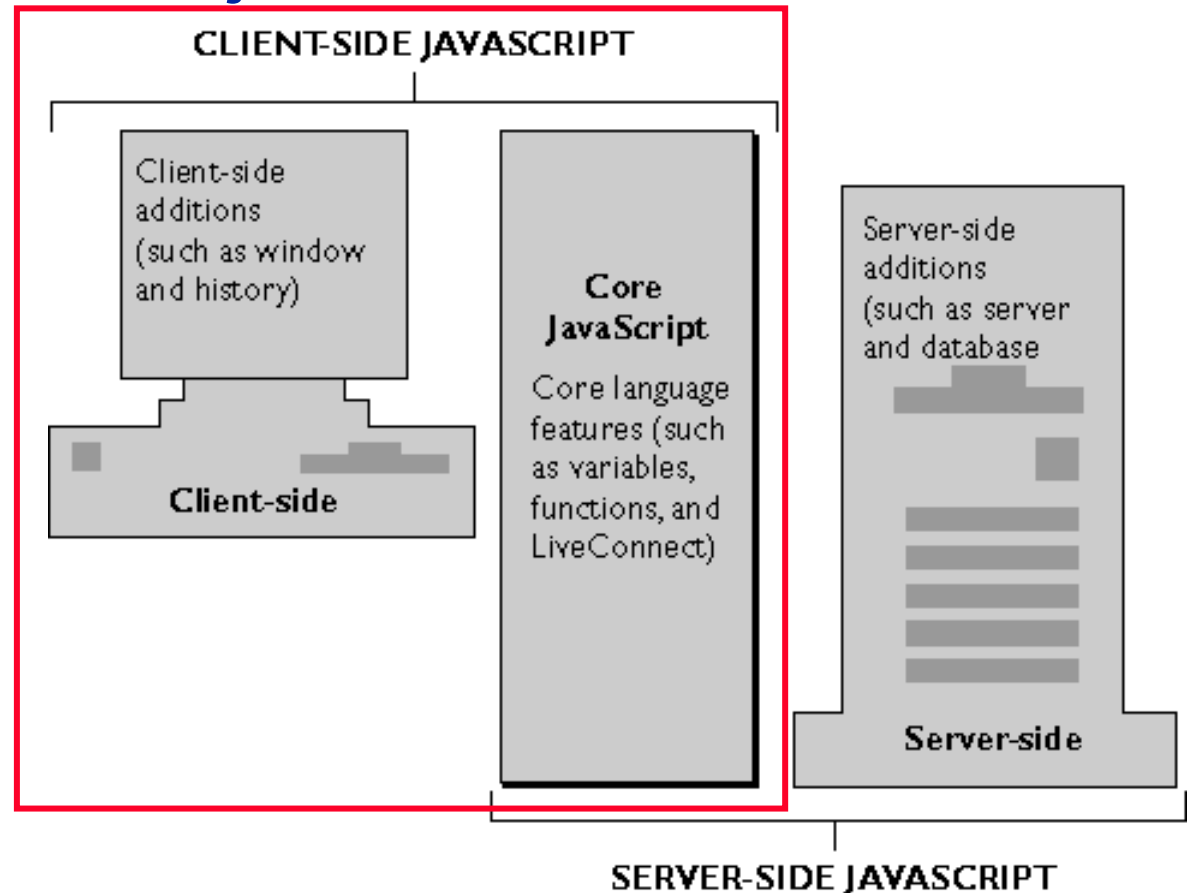 CLIENT-SIDE JAVASCRIPT
Client-side
additions
(such as window
and history)
Client-side
Core
JavaScript
Core language
features (such
as variables,
functions, and
LiveConnect)
Server-side
additions
(such as server
and database
Server-side
SERVER-SIDE JAVASCRIPT